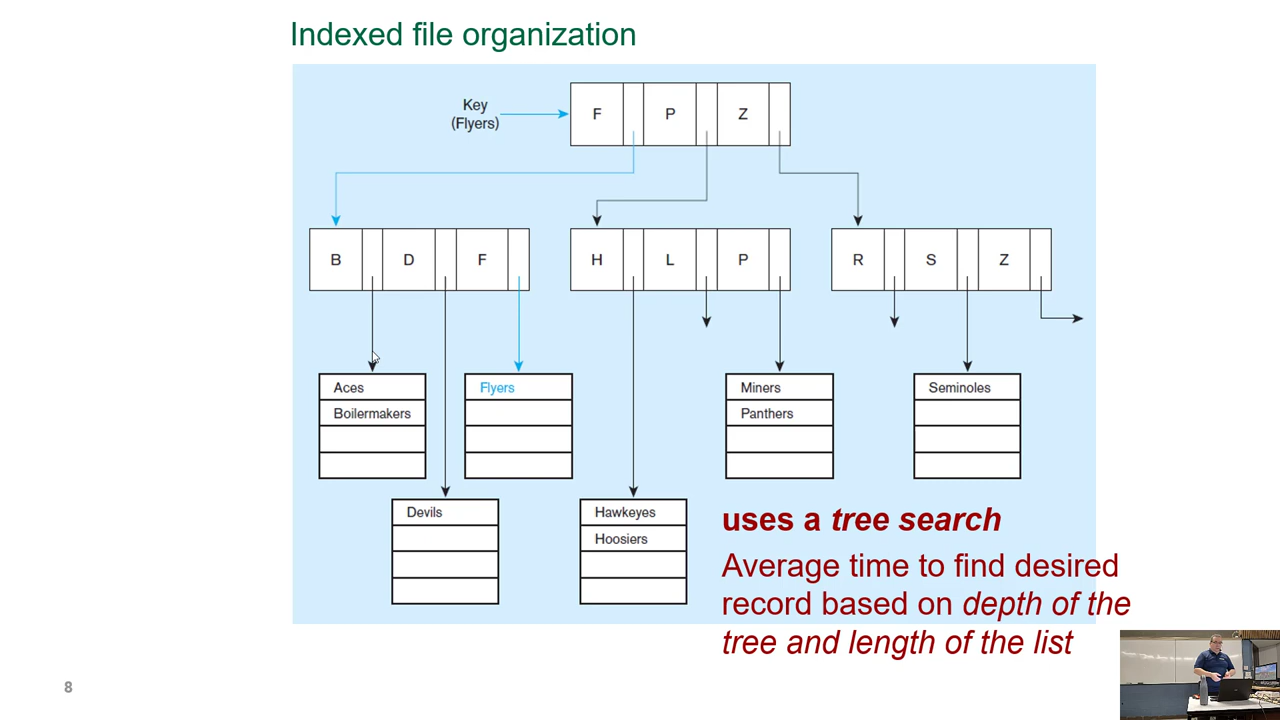 Indexed file organization
Key
(Flyers)
F P Z
B D F
H L P
R S Z
Aces
Boilermakers
Flyers
Miners
Panthers
Seminoles
Devils
Hawkeyes
Hoosiers
uses a tree search
Average time to find desired
record based on depth of the
tree and length of the list
8